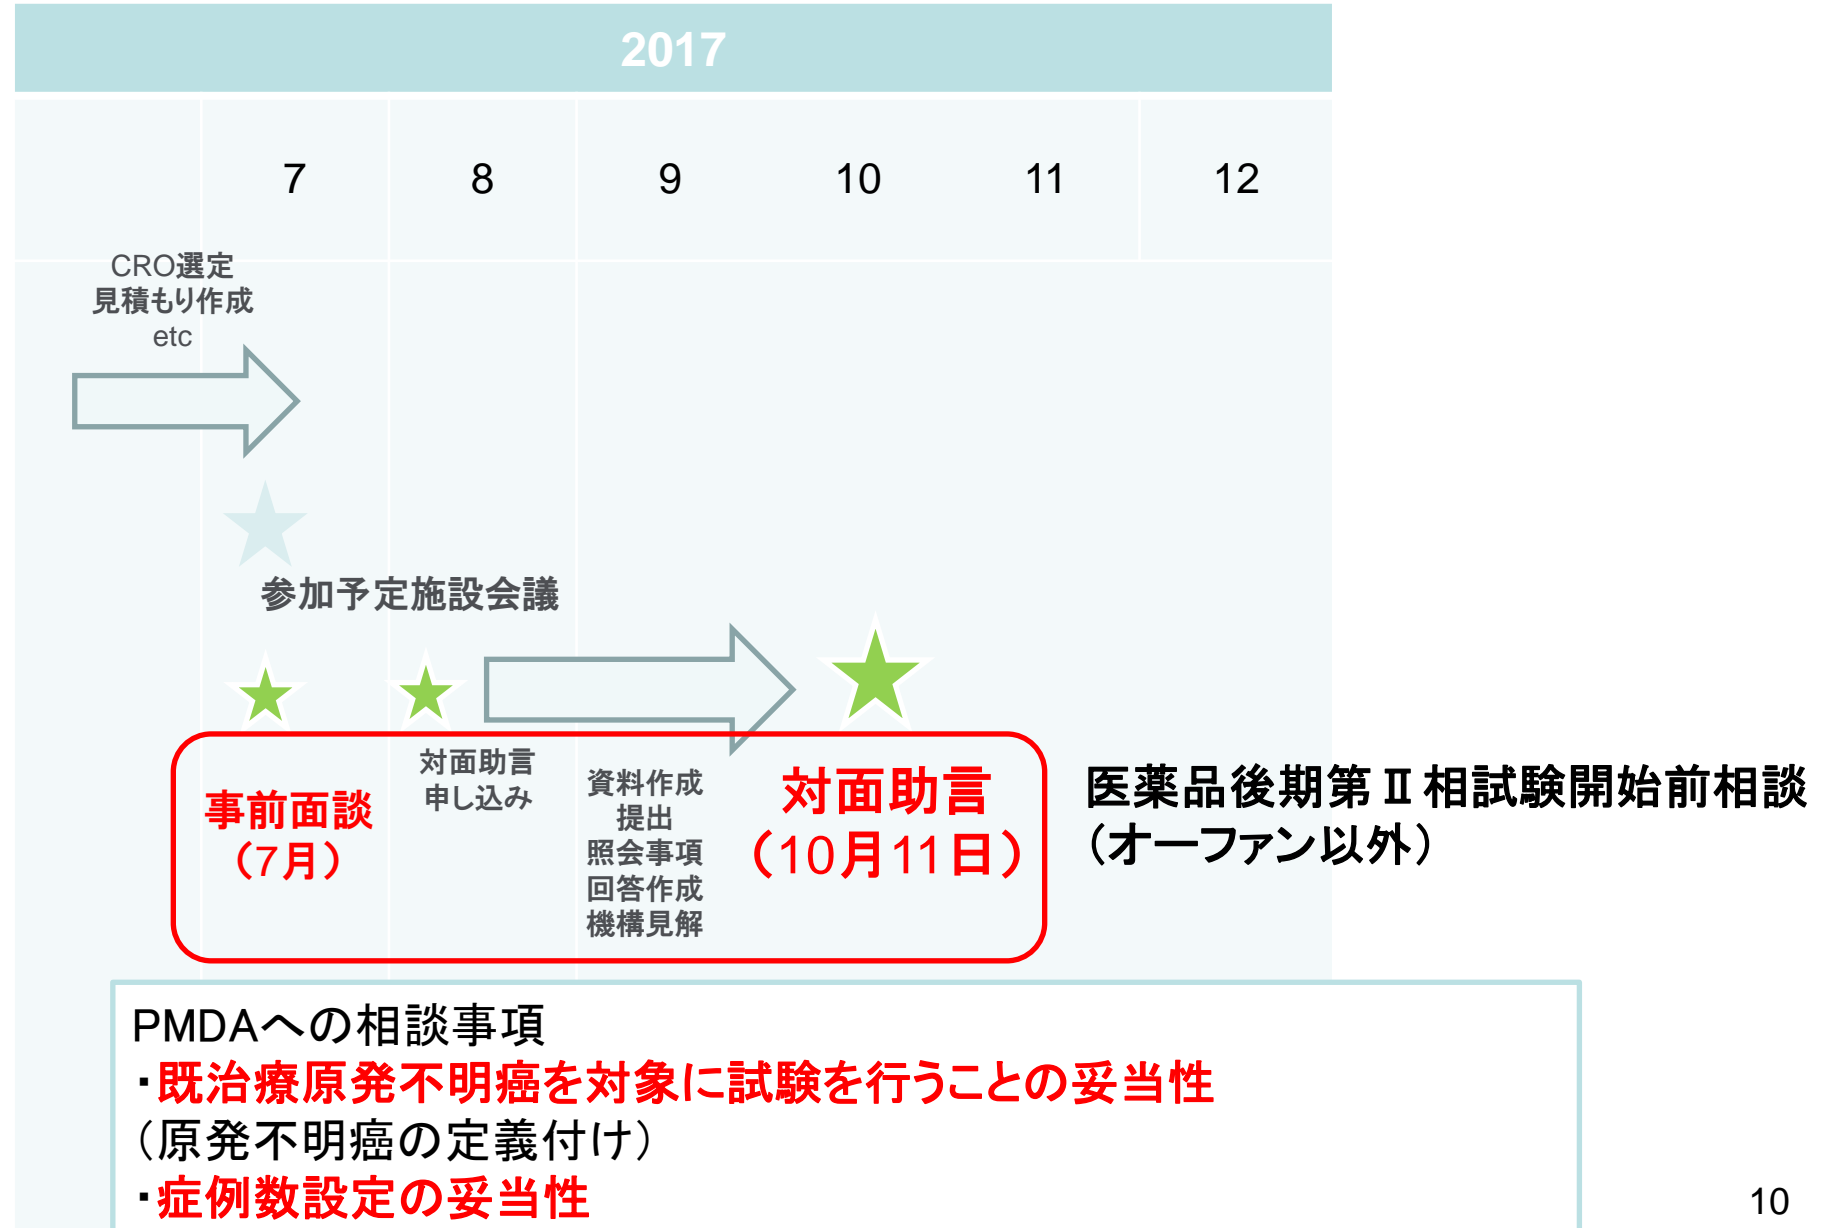 2017
7 8 9 10 11 12
CRO選定
見積もり作成
etc
参加予定施設会議
事前面談
（7月）
対面助言
申し込み
資料作成
提出
照会事項
回答作成
機構見解
対面助言
（10月11日）
医薬品後期第Ⅱ相試験開始前相談
（オーファン以外）
PMDAへの相談事項
・既治療原発不明癌を対象に試験を行うことの妥当性
（原発不明癌の定義付け）
・症例数設定の妥当性
10